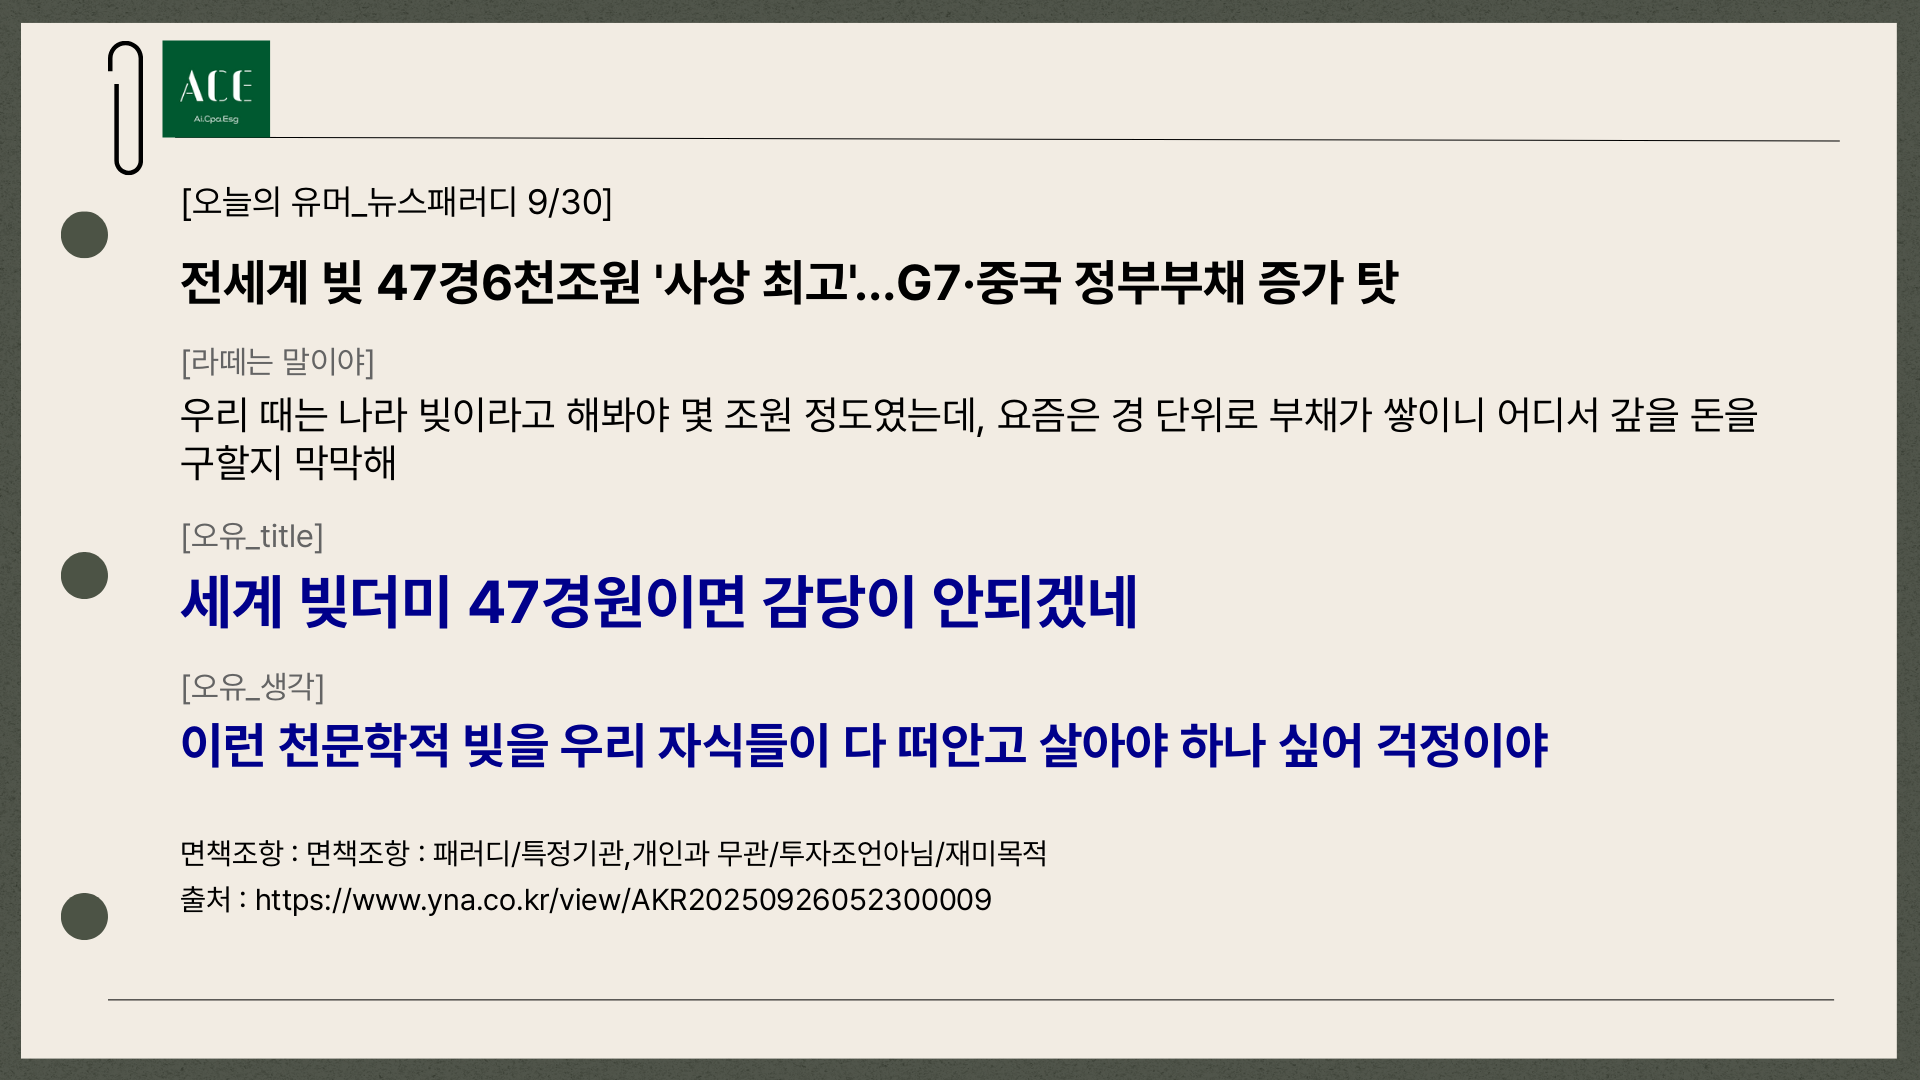 ACE
Ai.Cpa.Esg
[오늘의 유머_뉴스패러디 9/30]
전세계 빚 47경6천조원 '사상 최고'...G7·중국 정부부채 증가 탓
[라떼는 말이야]
우리 때는 나라 빚이라고 해봐야 몇 조원 정도였는데, 요즘은 경 단위로 부채가 쌓이니 어디서 갚을 돈을
구할지 막막해
[오유_title]
세계 빚더미 47경원이면 감당이 안되겠네
[오유_생각]
이런 천문학적 빚을 우리 자식들이 다 떠안고 살아야 하나 싶어 걱정이야
면책조항 : 면책조항 : 패러디/특정기관,개인과 무관/투자조언아님/재미목적
출처 : https://www.yna.co.kr/view/AKR20250926052300009